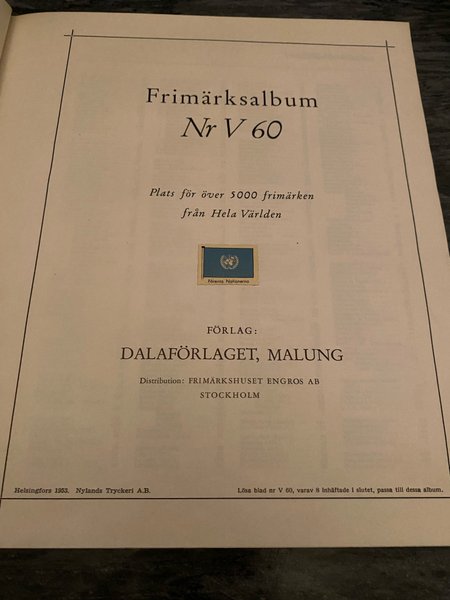 Frimärksalbum
Nr V 60
Plats för över 5000 frimärken
från Hela Världen
Förenta Nationerna
FÖRLAG:
DALAFÖRLAGET, MALUNG
Distribution: FRIMÄRKSHUSET ENGROS AB
STOCKHOLM
Helsingfors 1953. Nylands Tryckeri A.B.
Lösa blad nr V 60, varav 8 inhäftade i slutet, passa till dessa album.